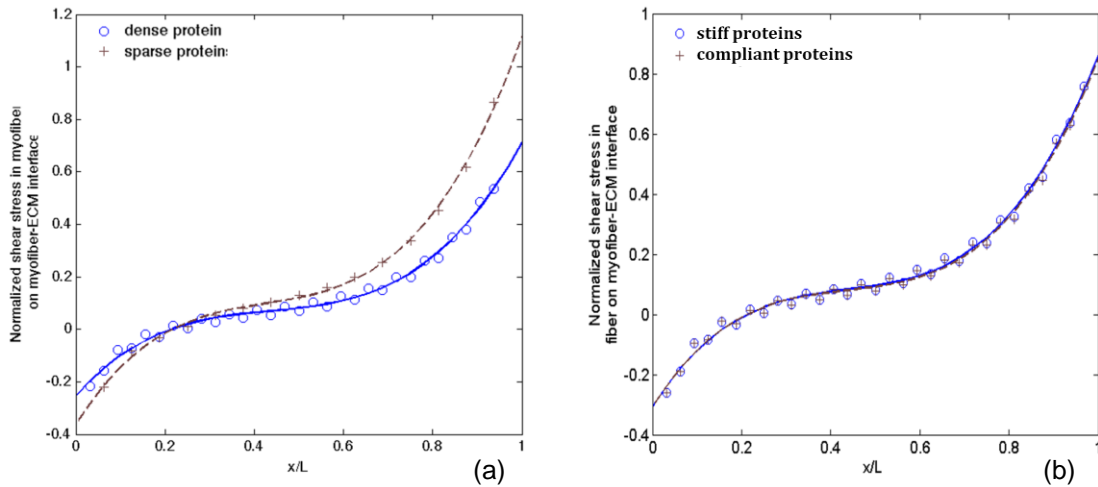 1.2
1
0.8
0.6
0.4
0.2
0
-0.2
-0.4
Normalized shear stress in myofiber
on myofiber-ECM interface
dense protein
sparse protein
0
0.2
0.4
0.6
0.8
1
x/L
(a)
1
0.8
0.6
0.4
0.2
0
-0.2
-0.4
Normalized shear stress in
fiber on myofiber-ECM interface
stiff proteins
compliant proteins
0
0.2
0.4
0.6
0.8
1
x/L
(b)